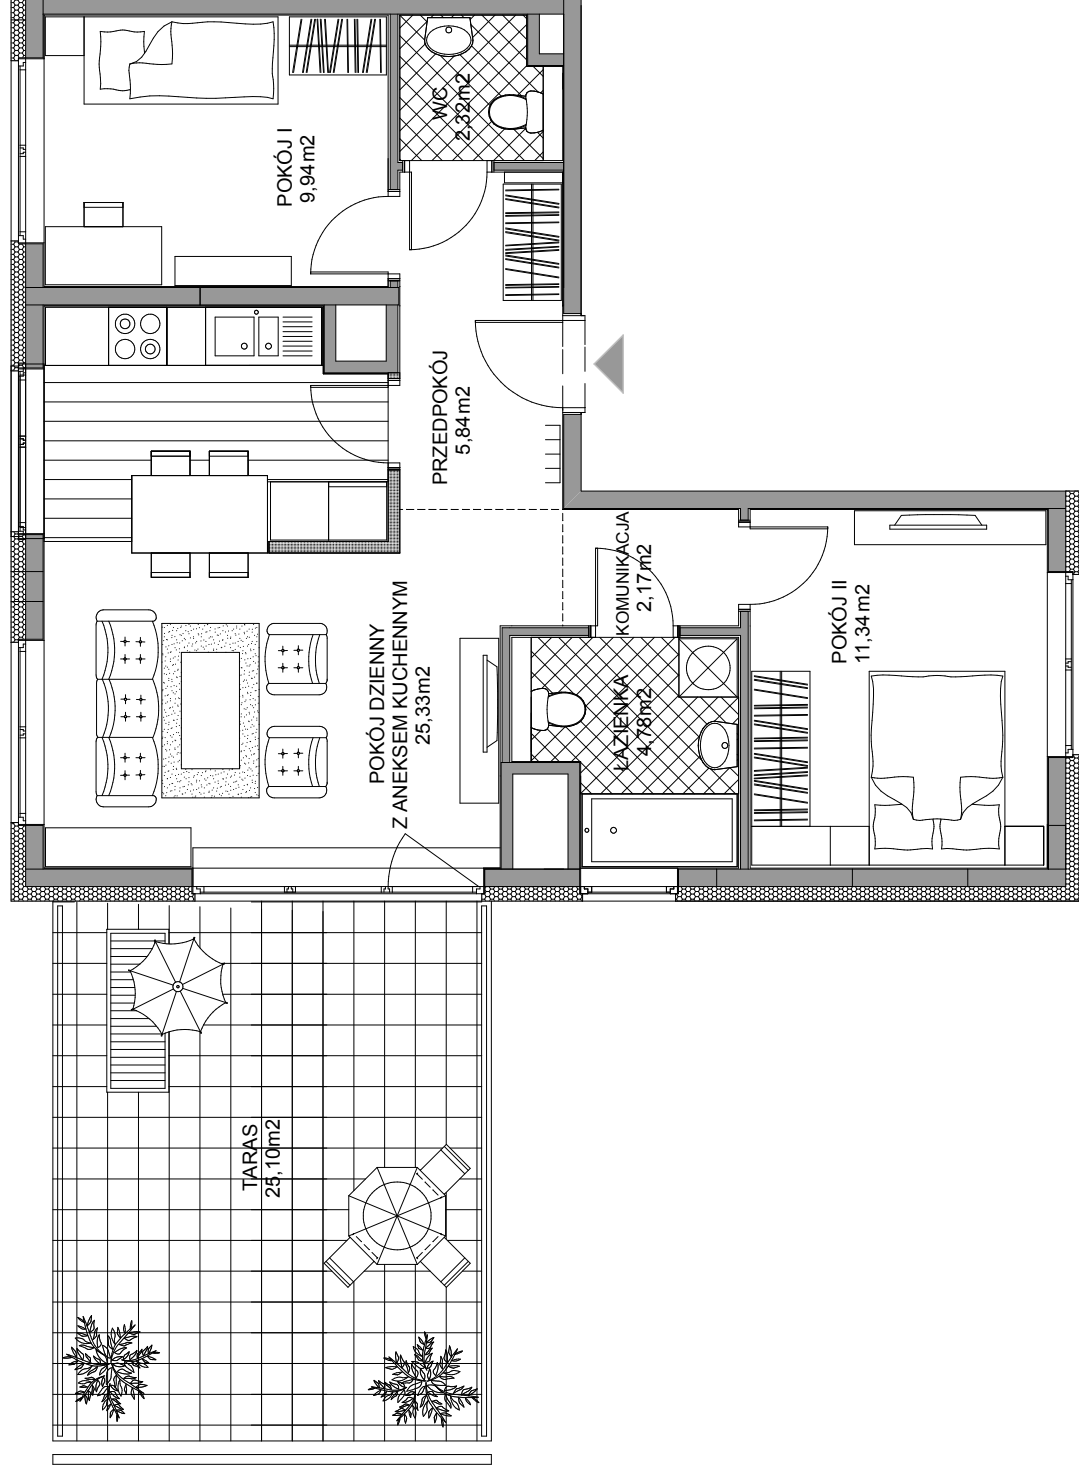 POKÓJ I
9,94m2
WC
2,32m2
PRZEDPOKÓJ
5,84m2
KOMUNIKACJA
2,17m2
POKÓJ II
11,34m2
POKÓJ DZIENNY
Z ANEKSEM KUCHENNYM
25,33m2
ŁAZIENKA
4,78m2
TARAS
25,10m2